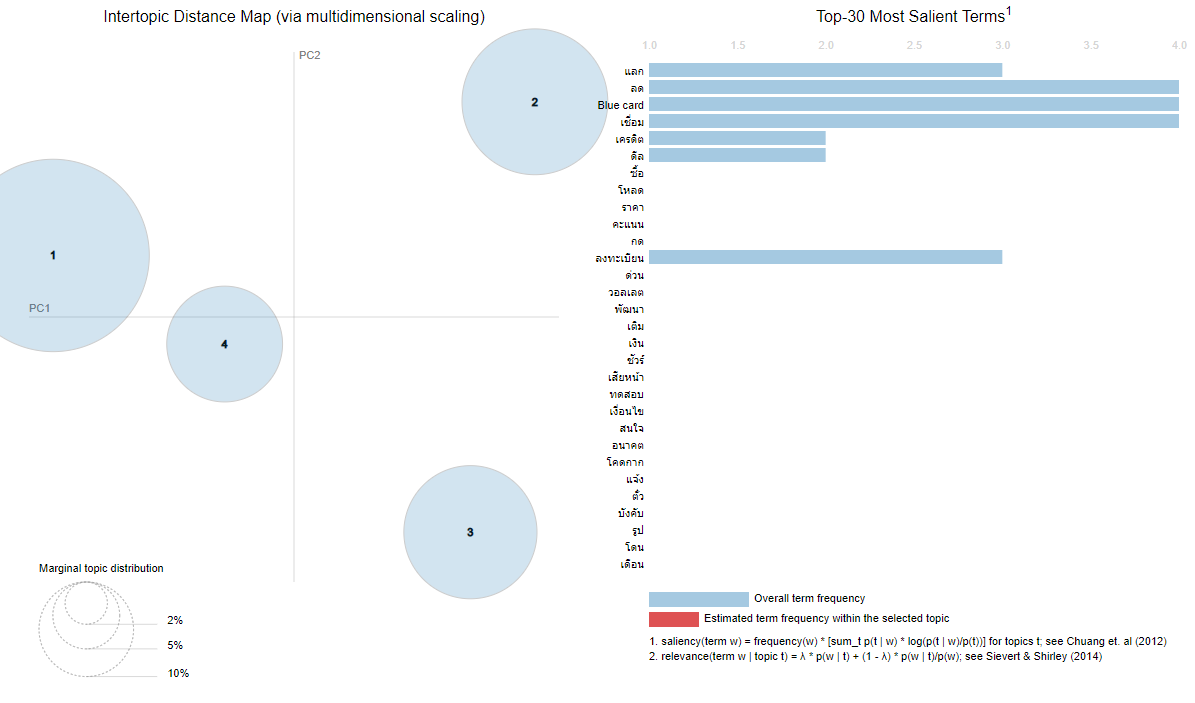 Intertopic Distance Map (via multidimensional scaling)
PC2
2
1
PC1
4
3
Marginal topic distribution
2%
5%
10%
Top-30 Most Salient Terms1
1.0 1.5 2.0 2.5 3.0 3.5 4.0
แลก
ลด
Blue card
เชื่อม
เครดิต
ดีล
ซื้อ
โหลด
ราคา
คะแนน
กด
ลงทะเบียน
ด่วน
วอลเลต
พัฒนา
เติม
เงิน
ชัวร์
เสียหน้า
ทดสอบ
เงื่อนไข
สนใจ
อนาคต
โคดกาก
แจ้ง
ตั๋ว
บังคับ
รูป
โดน
เดือน
Overall term frequency
Estimated term frequency within the selected topic
1. saliency(term w) = frequency(w) * [sum_t p(t | w) * log(p(t | w)/p(t))] for topics t; see Chuang et. al (2012)
2. relevance(term w | topic t) = λ * p(w | t) + (1 - λ) * p(w | t)/p(w); see Sievert & Shirley (2014)